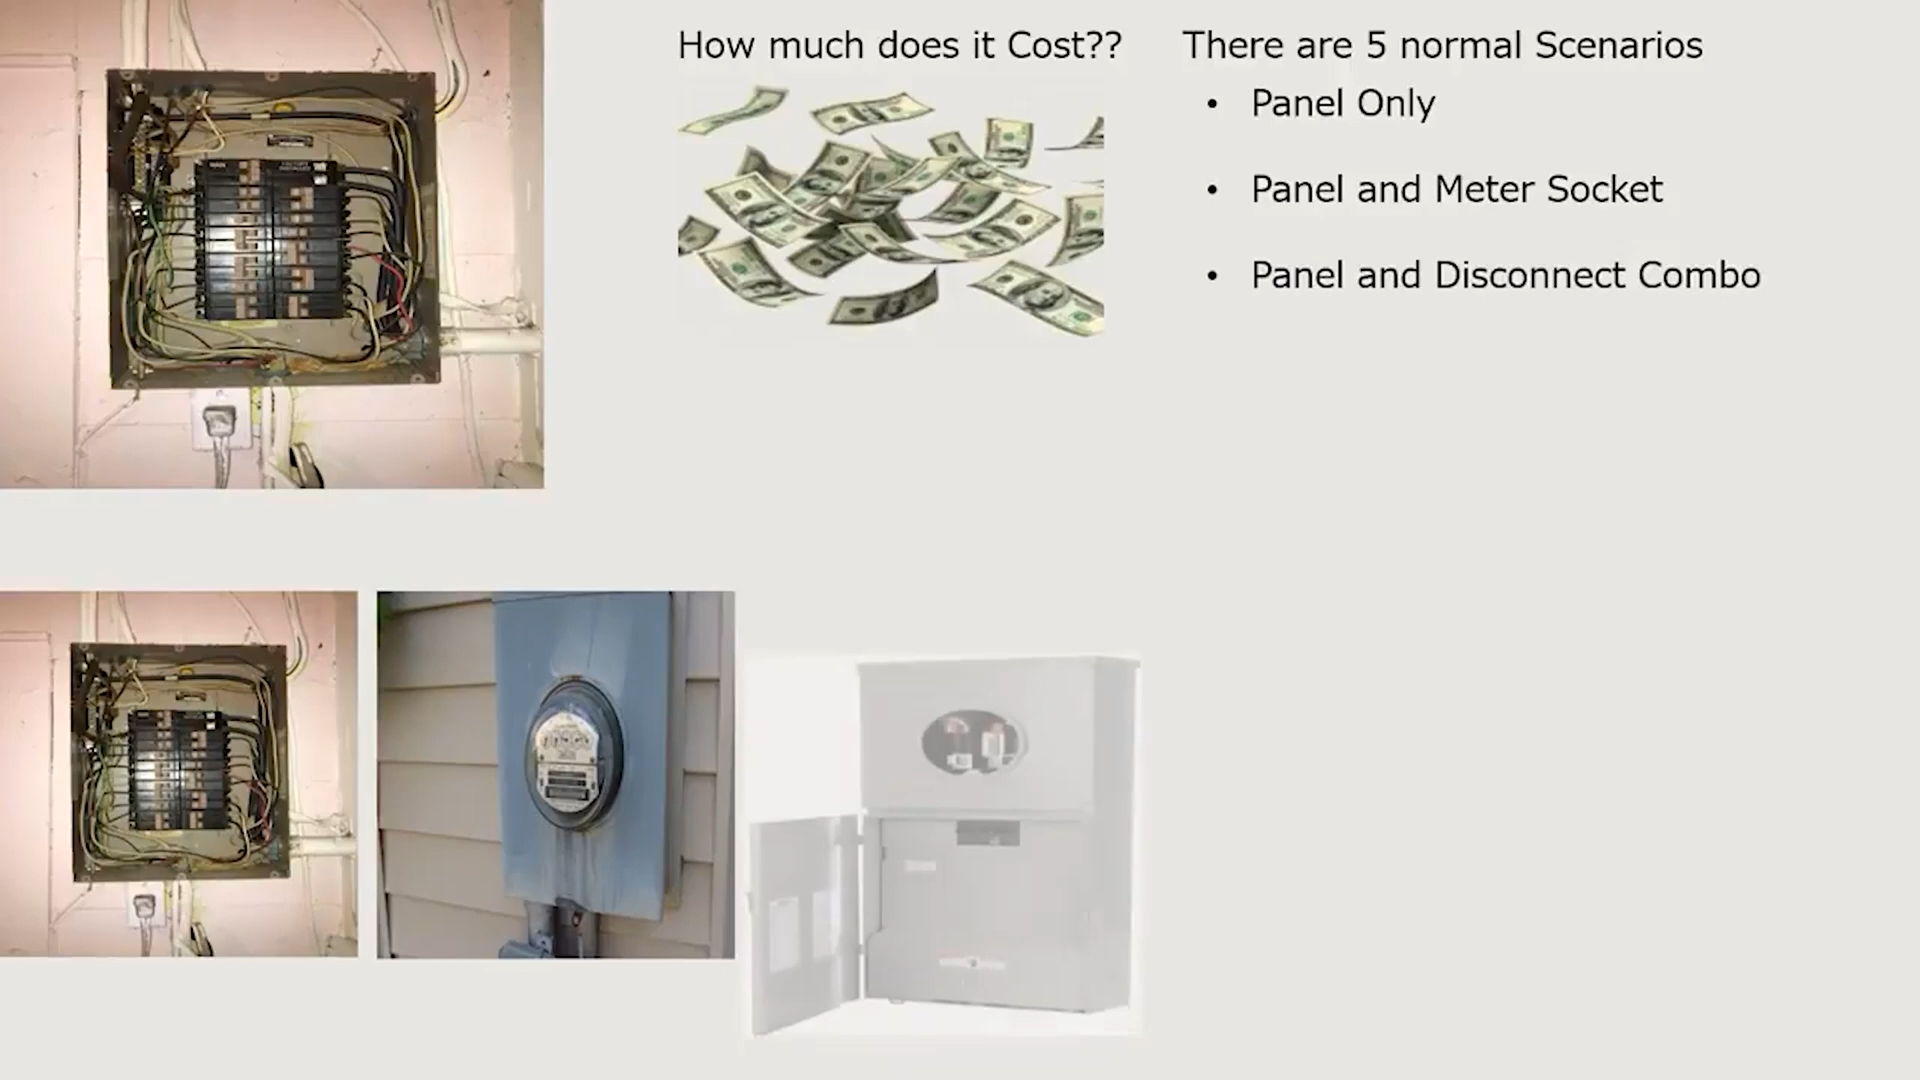 How much does it Cost??
There are 5 normal Scenarios
• Panel Only
• Panel and Meter Socket
• Panel and Disconnect Combo